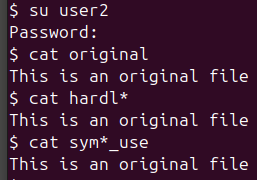 $ su user2
Password:
$ cat original
This is an original file
$ cat hardl*
This is an original file
$ cat sym*_use
This is an original file